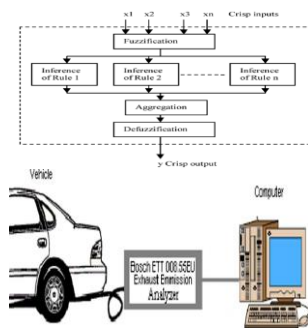 x1 x2 x3 xn Crisp inputs
Fuzzification
Inference of Rule 1
Inference of Rule 2
Inference of Rule n
Aggregation
Defuzzification
y Crisp output
Vehicle
Computer
Bosch ETT 008.55EU
Exhaust Emmission
Analyzer